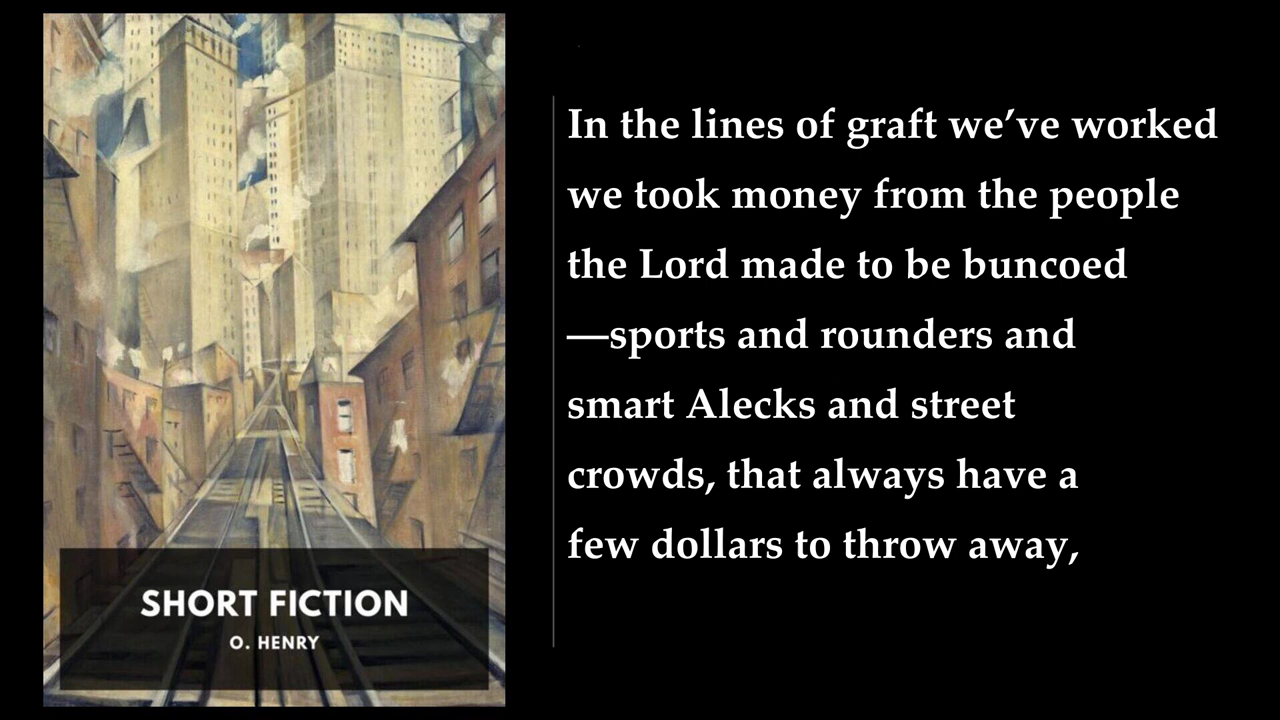 SHORT FICTION
O. HENRY
In the lines of graft we’ve worked
we took money from the people
the Lord made to be buncoed
—sports and rounders and
smart Alecks and street
crowds, that always have a
few dollars to throw away,